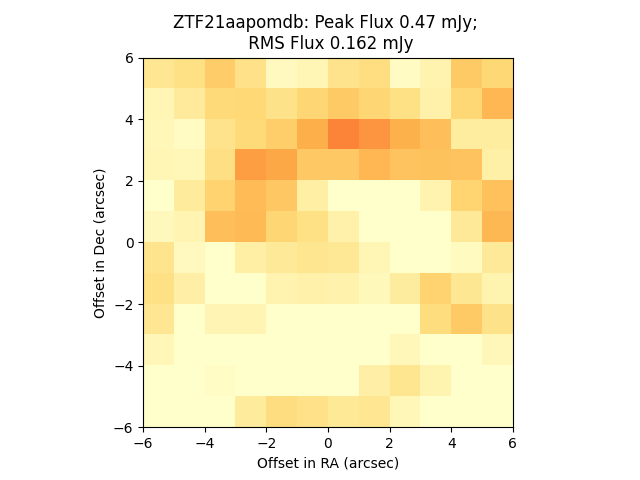 ZTF21aapomdb: Peak Flux 0.47 mJy;
RMS Flux 0.162 mJy
6
4
2
0
−2
−4
−6
Offset in Dec (arcsec)
−6 −4 −2 0 2 4 6
Offset in RA (arcsec)